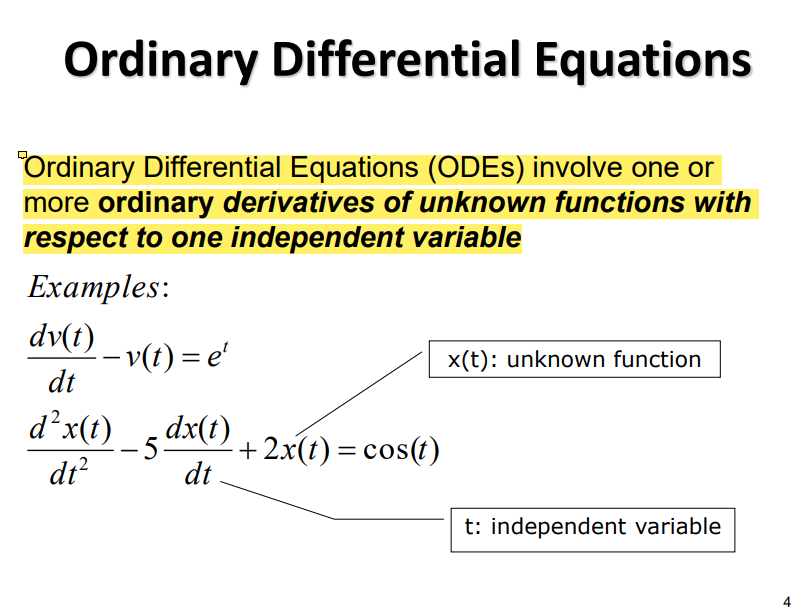 Ordinary Differential Equations
Ordinary Differential Equations (ODEs) involve one or
more ordinary derivatives of unknown functions with
respect to one independent variable
Examples:
dv(t)/dt − v(t) = e^t
x(t): unknown function
d²x(t)/dt² − 5 dx(t)/dt + 2x(t) = cos(t)
t: independent variable
4